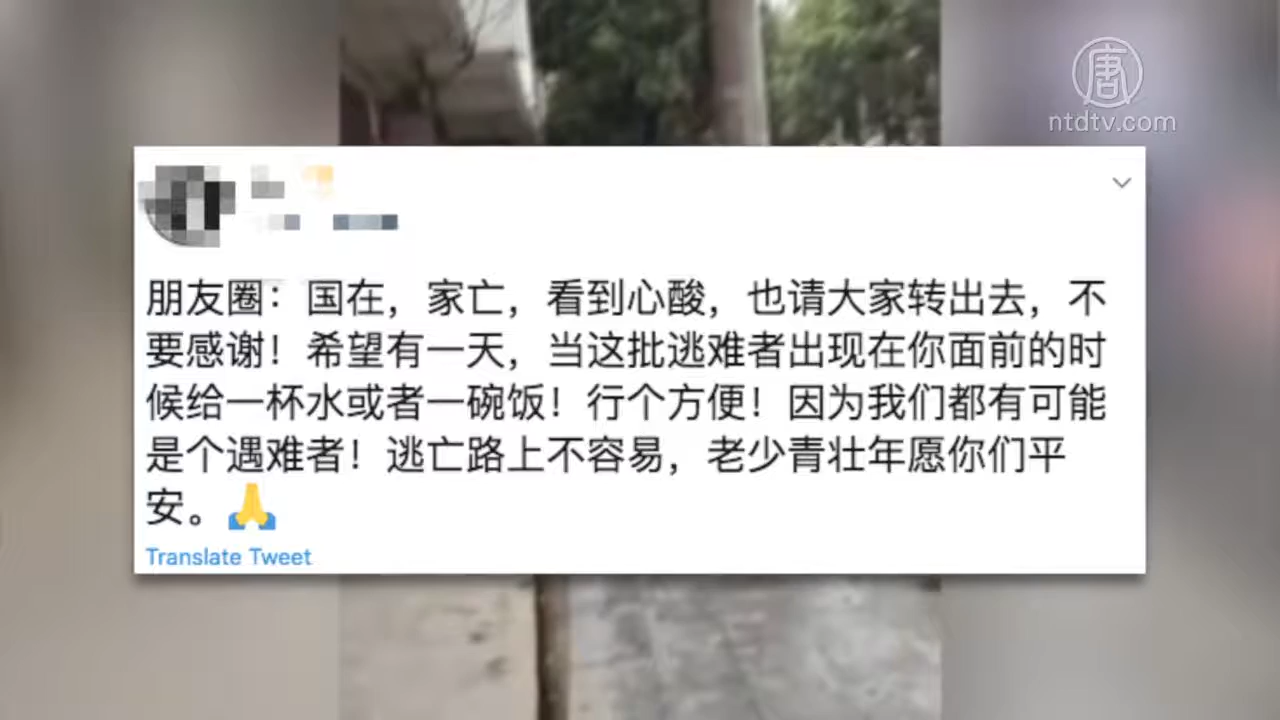 唐
ntdtv.com
朋友圈：国在，家亡，看到心酸，也请大家转出去，不
要感谢！希望有一天，当这批逃难者出现在你面前的时
候给一杯水或者一碗饭！行个方便！因为我们都有可能
是个遇难者！逃亡路上不容易，老少青壮年愿你们平
安。🙏
Translate Tweet